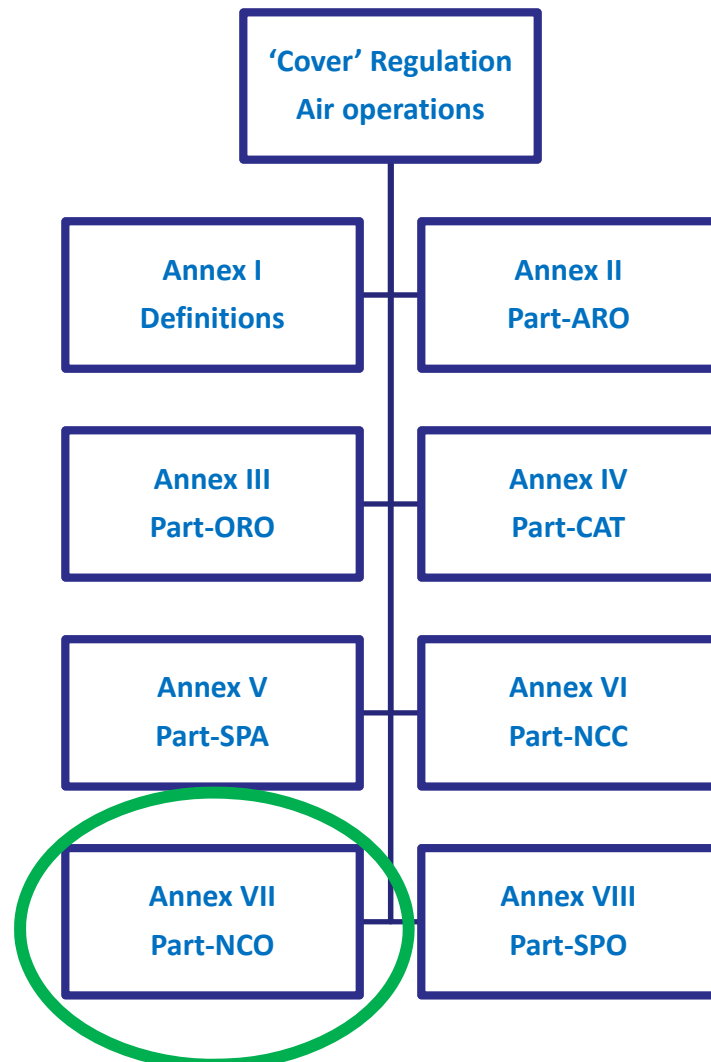 ‘Cover’ Regulation
Air operations
Annex I
Definitions
Annex II
Part-ARO
Annex III
Part-ORO
Annex IV
Part-CAT
Annex V
Part-SPA
Annex VI
Part-NCC
Annex VII
Part-NCO
Annex VIII
Part-SPO